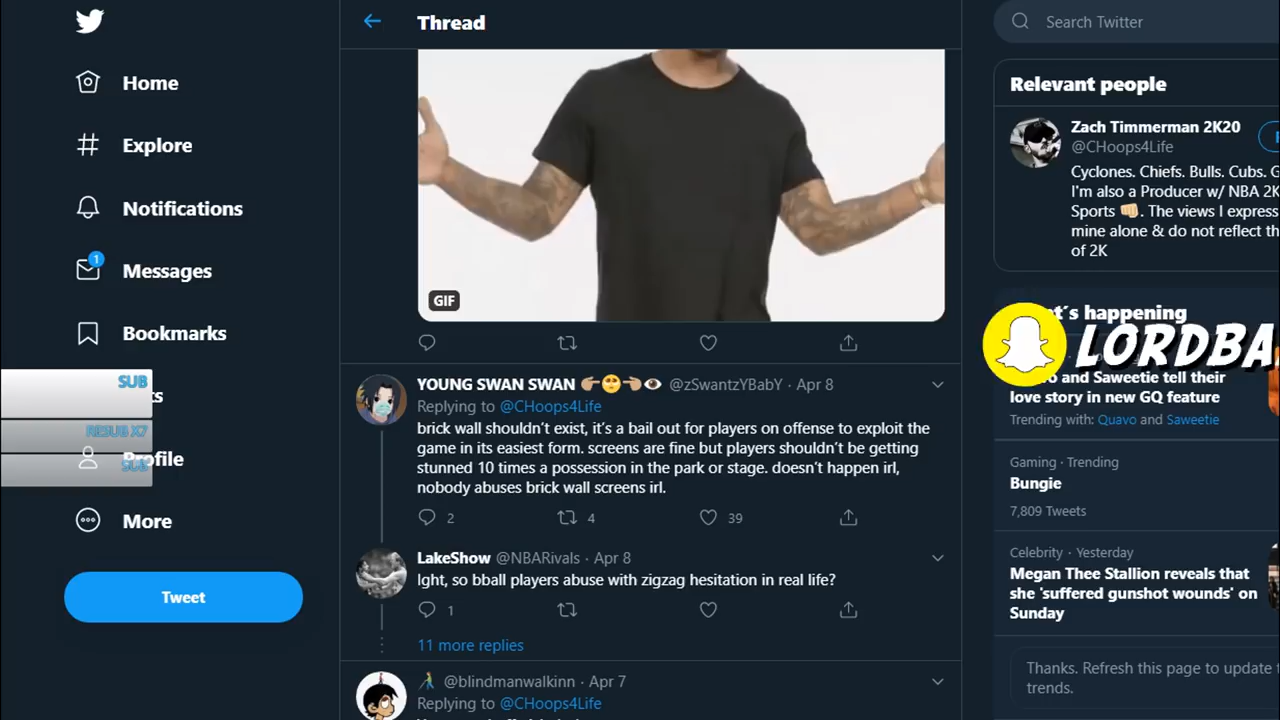 Home
Explore
Notifications
Messages
Bookmarks
SUB
RESUB X7
SUB
Profile
More
Tweet
Thread
GIF
YOUNG SWAN SWAN 👉🏽🥺👈🏽👁 @zSwantzYBabY · Apr 8
Replying to @CHoops4Life
brick wall shouldn't exist, it's a bail out for players on offense to exploit the
game in its easiest form. screens are fine but players shouldn't be getting
stunned 10 times a possession in the park or stage. doesn't happen irl,
nobody abuses brick wall screens irl.
2 4 39
LakeShow @NBARivals · Apr 8
Ight, so bball players abuse with zigzag hesitation in real life?
1
11 more replies
@blindmanwalkinn · Apr 7
Replying to @CHoops4Life
Search Twitter
Relevant people
Zach Timmerman 2K20
@CHoops4Life
Cyclones. Chiefs. Bulls. Cubs. G
I'm also a Producer w/ NBA 2K
Sports 👊🏼. The views I express
mine alone & do not reflect th
of 2K
happening
LORDBA
and Saweetie tell their
love story in new GQ feature
Trending with: Quavo and Saweetie
Gaming · Trending
Bungie
7,809 Tweets
Celebrity · Yesterday
Megan Thee Stallion reveals that
she 'suffered gunshot wounds' on
Sunday
Thanks. Refresh this page to update
trends.
1